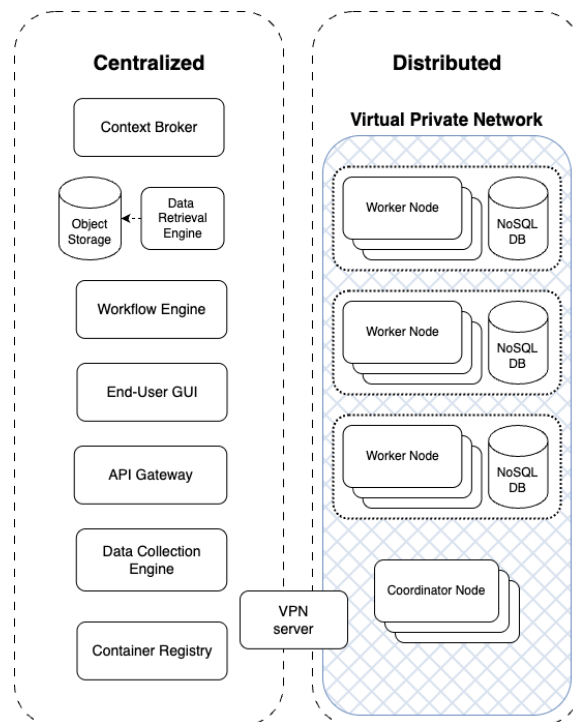 Centralized
Context Broker
Object
Storage
Data
Retrieval
Engine
Workflow Engine
End-User GUI
API Gateway
Data Collection
Engine
Container Registry
VPN
server
Distributed
Virtual Private Network
Worker Node
NoSQL
DB
Worker Node
NoSQL
DB
Worker Node
NoSQL
DB
Coordinator Node